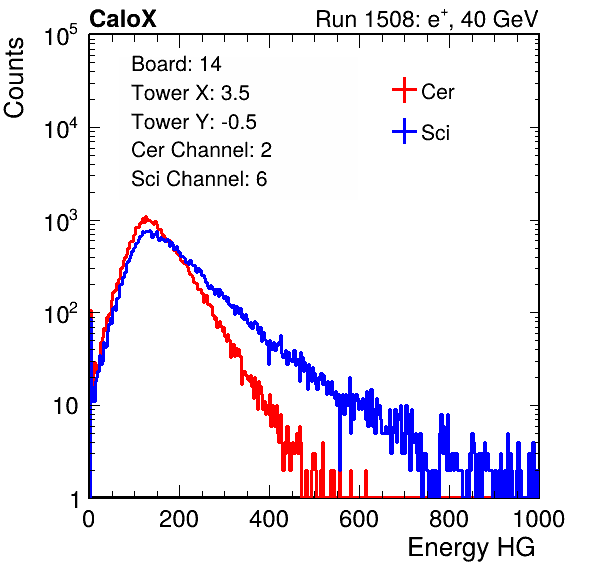 CaloX Run 1508: e⁺, 40 GeV
Counts
10⁵
10⁴
10³
10²
10
1
Board: 14
Tower X: 3.5
Tower Y: -0.5
Cer Channel: 2
Sci Channel: 6
Cer
Sci
0 200 400 600 800 1000
Energy HG